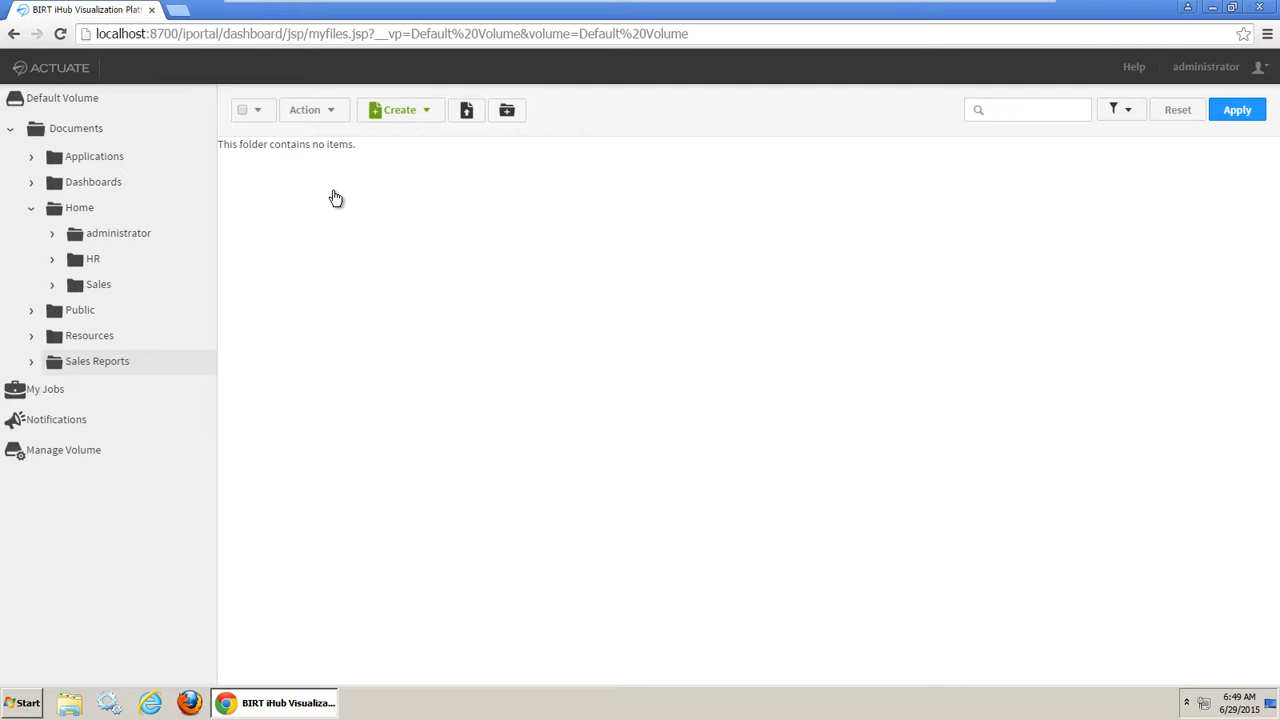 BIRT iHub Visualization Platf
localhost:8700/iportal/dashboard/jsp/myfiles.jsp?__vp=Default%20Volume&volume=Default%20Volume
ACTUATE
Help
administrator
Default Volume
Action
Create
Reset
Apply
This folder contains no items.
Documents
Applications
Dashboards
Home
administrator
HR
Sales
Public
Resources
Sales Reports
My Jobs
Notifications
Manage Volume
Start
BIRT iHub Visualiza...
6:49 AM
6/29/2015